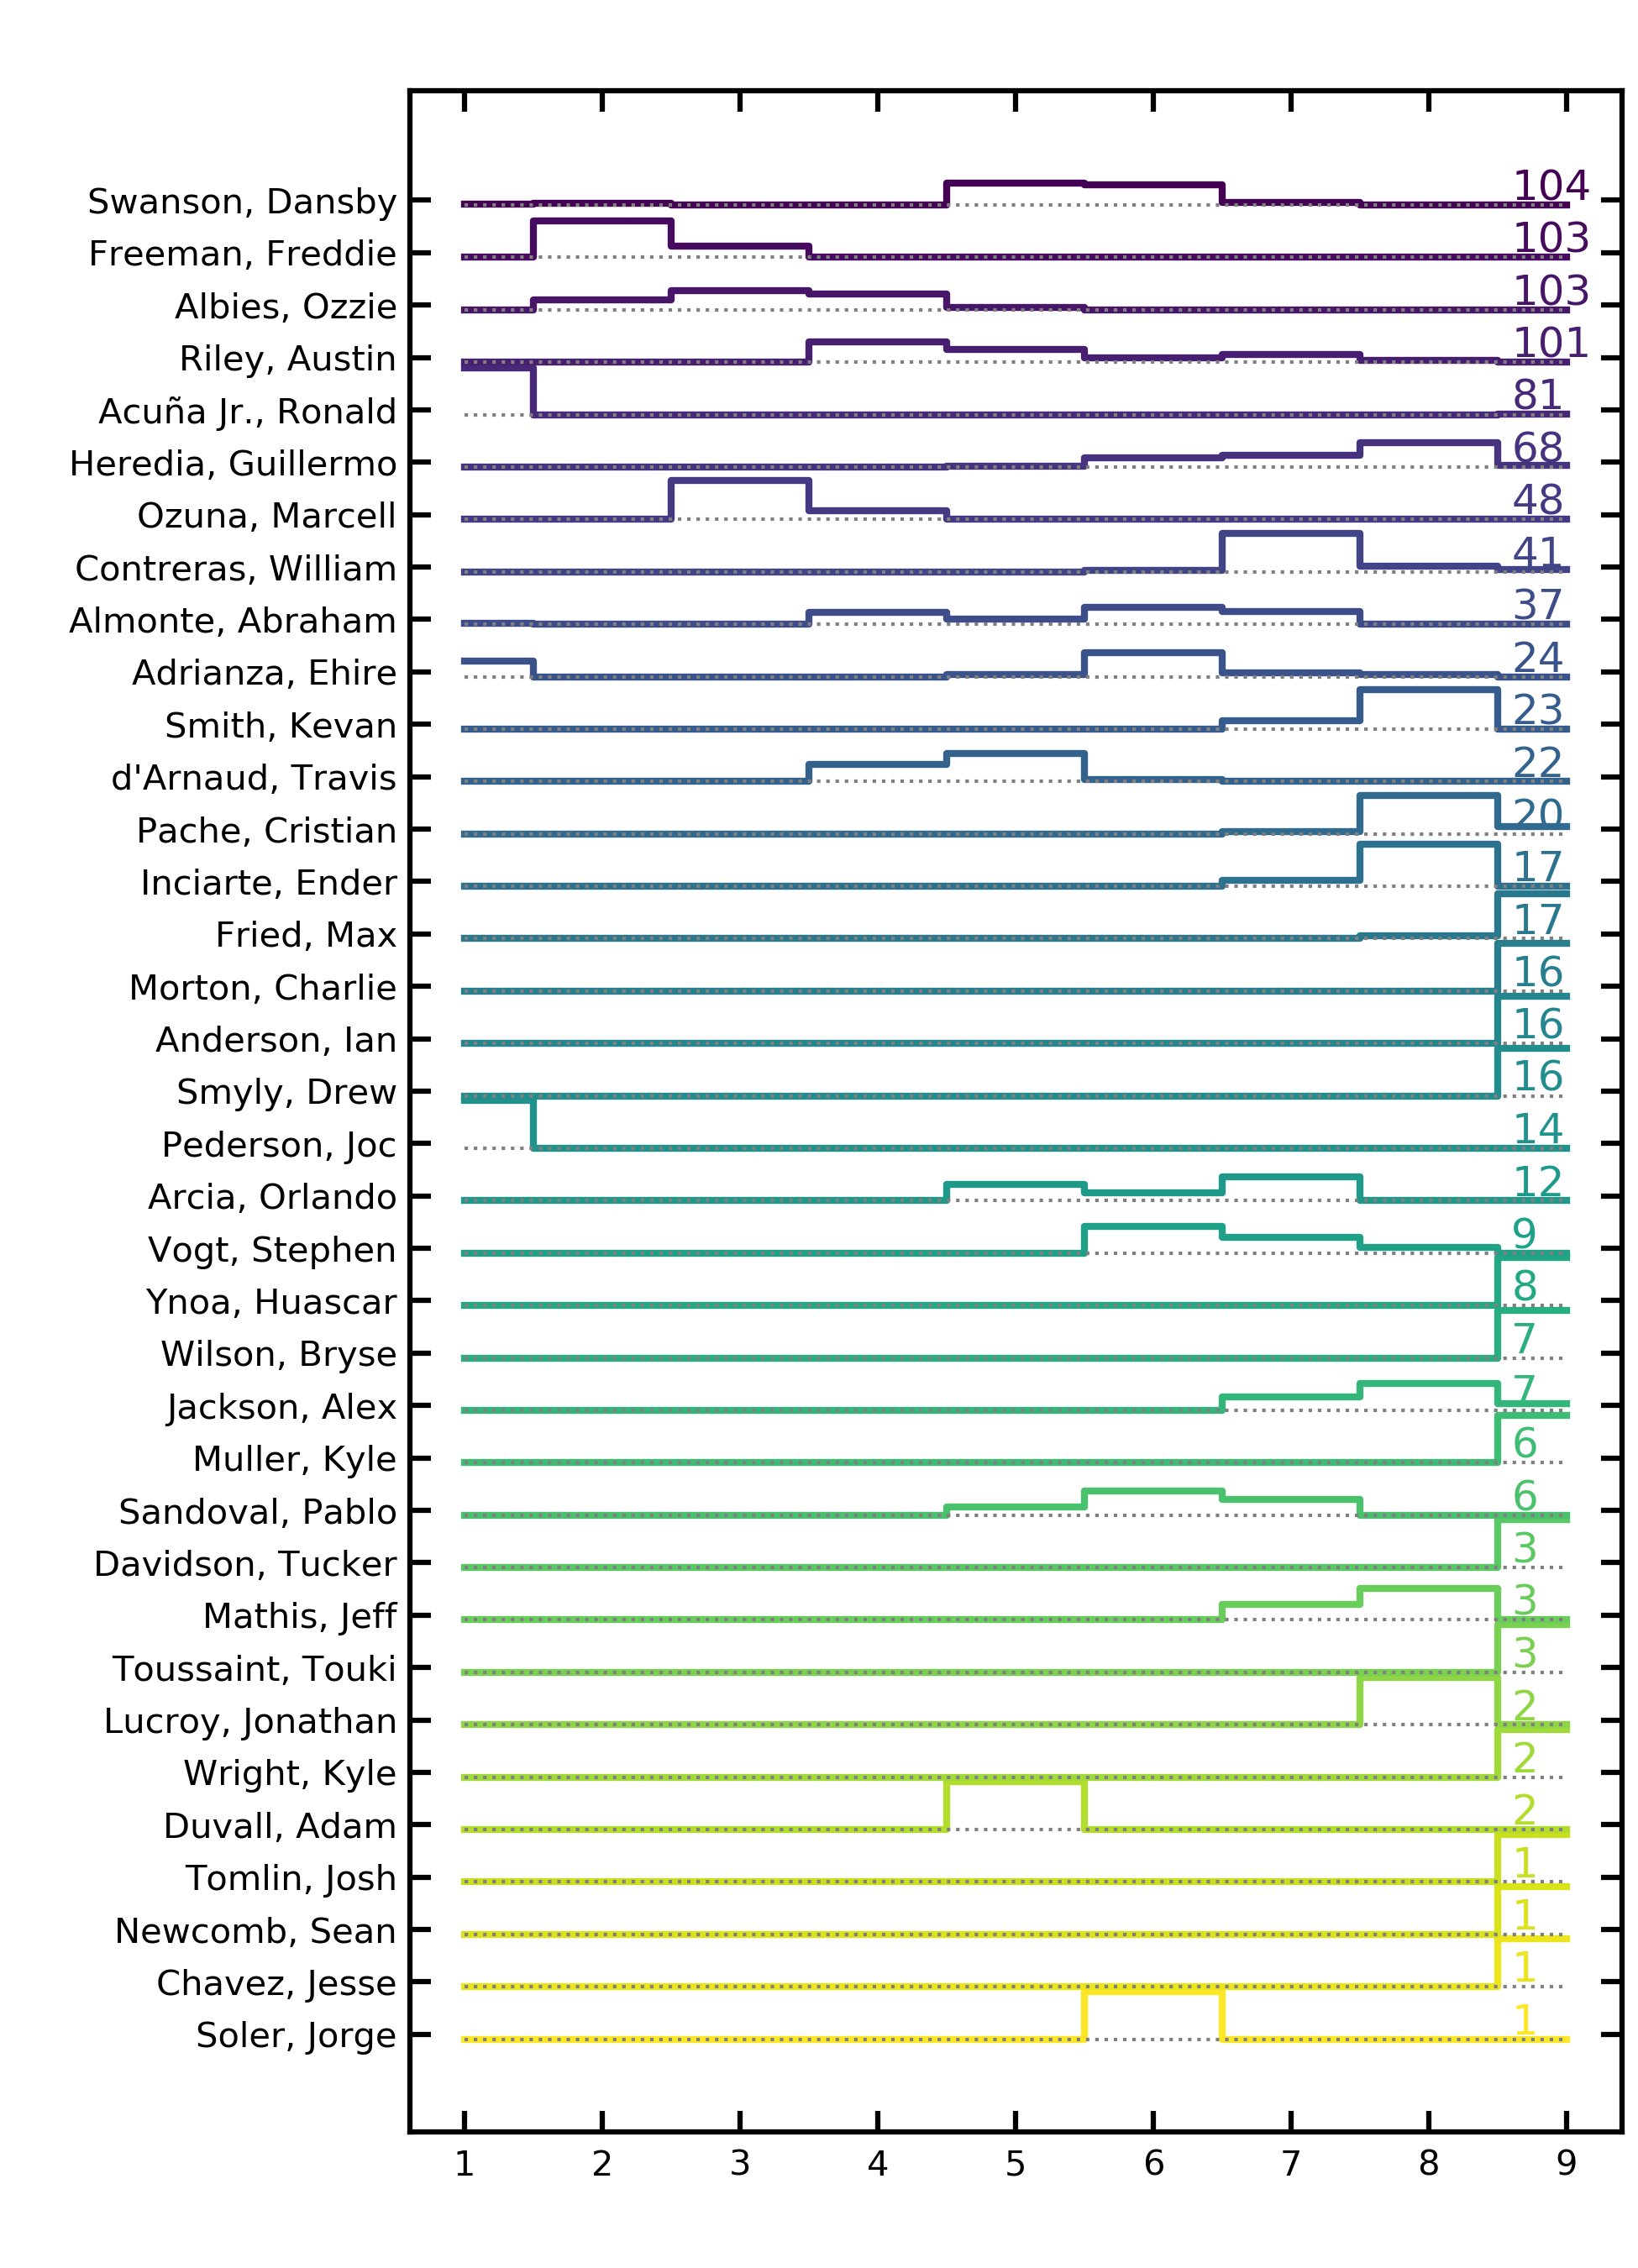 Swanson, Dansby 104
Freeman, Freddie 103
Albies, Ozzie 103
Riley, Austin 101
Acuña Jr., Ronald 81
Heredia, Guillermo 68
Ozuna, Marcell 48
Contreras, William 41
Almonte, Abraham 37
Adrianza, Ehire 24
Smith, Kevan 23
d'Arnaud, Travis 22
Pache, Cristian 20
Inciarte, Ender 17
Fried, Max 17
Morton, Charlie 16
Anderson, Ian 16
Smyly, Drew 16
Pederson, Joc 14
Arcia, Orlando 12
Vogt, Stephen 9
Ynoa, Huascar 8
Wilson, Bryse 7
Jackson, Alex 7
Muller, Kyle 6
Sandoval, Pablo 6
Davidson, Tucker 3
Mathis, Jeff 3
Toussaint, Touki 3
Lucroy, Jonathan 2
Wright, Kyle 2
Duvall, Adam 2
Tomlin, Josh 1
Newcomb, Sean 1
Chavez, Jesse 1
Soler, Jorge 1
1 2 3 4 5 6 7 8 9